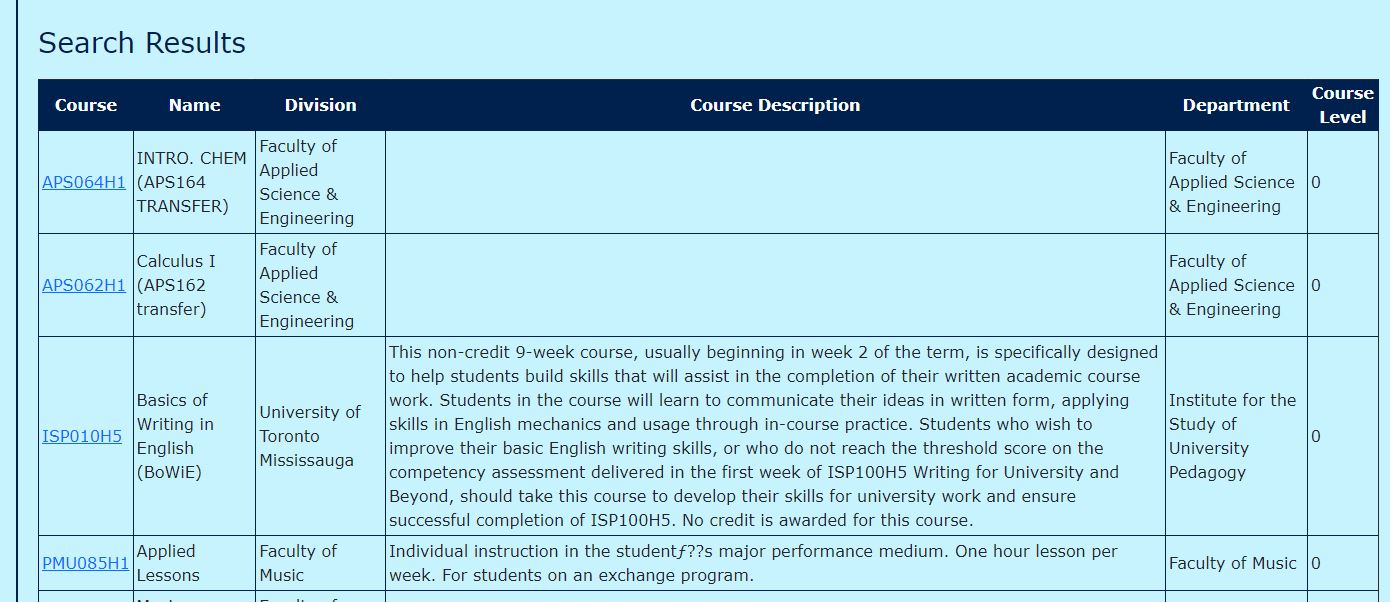 Search Results
Course
Name
Division
Course Description
Department
Course
Level
APS064H1
INTRO. CHEM
(APS164
TRANSFER)
Faculty of
Applied
Science &
Engineering
Faculty of
Applied Science
& Engineering
0
APS062H1
Calculus I
(APS162
transfer)
Faculty of
Applied
Science &
Engineering
Faculty of
Applied Science
& Engineering
0
ISP010H5
Basics of
Writing in
English
(BoWiE)
University of
Toronto
Mississauga
This non-credit 9-week course, usually beginning in week 2 of the term, is specifically designed
to help students build skills that will assist in the completion of their written academic course
work. Students in the course will learn to communicate their ideas in written form, applying
skills in English mechanics and usage through in-course practice. Students who wish to
improve their basic English writing skills, or who do not reach the threshold score on the
competency assessment delivered in the first week of ISP100H5 Writing for University and
Beyond, should take this course to develop their skills for university work and ensure
successful completion of ISP100H5. No credit is awarded for this course.
Institute for the
Study of
University
Pedagogy
0
PMU085H1
Applied
Lessons
Faculty of
Music
Individual instruction in the studentƒ??s major performance medium. One hour lesson per
week. For students on an exchange program.
Faculty of Music
0